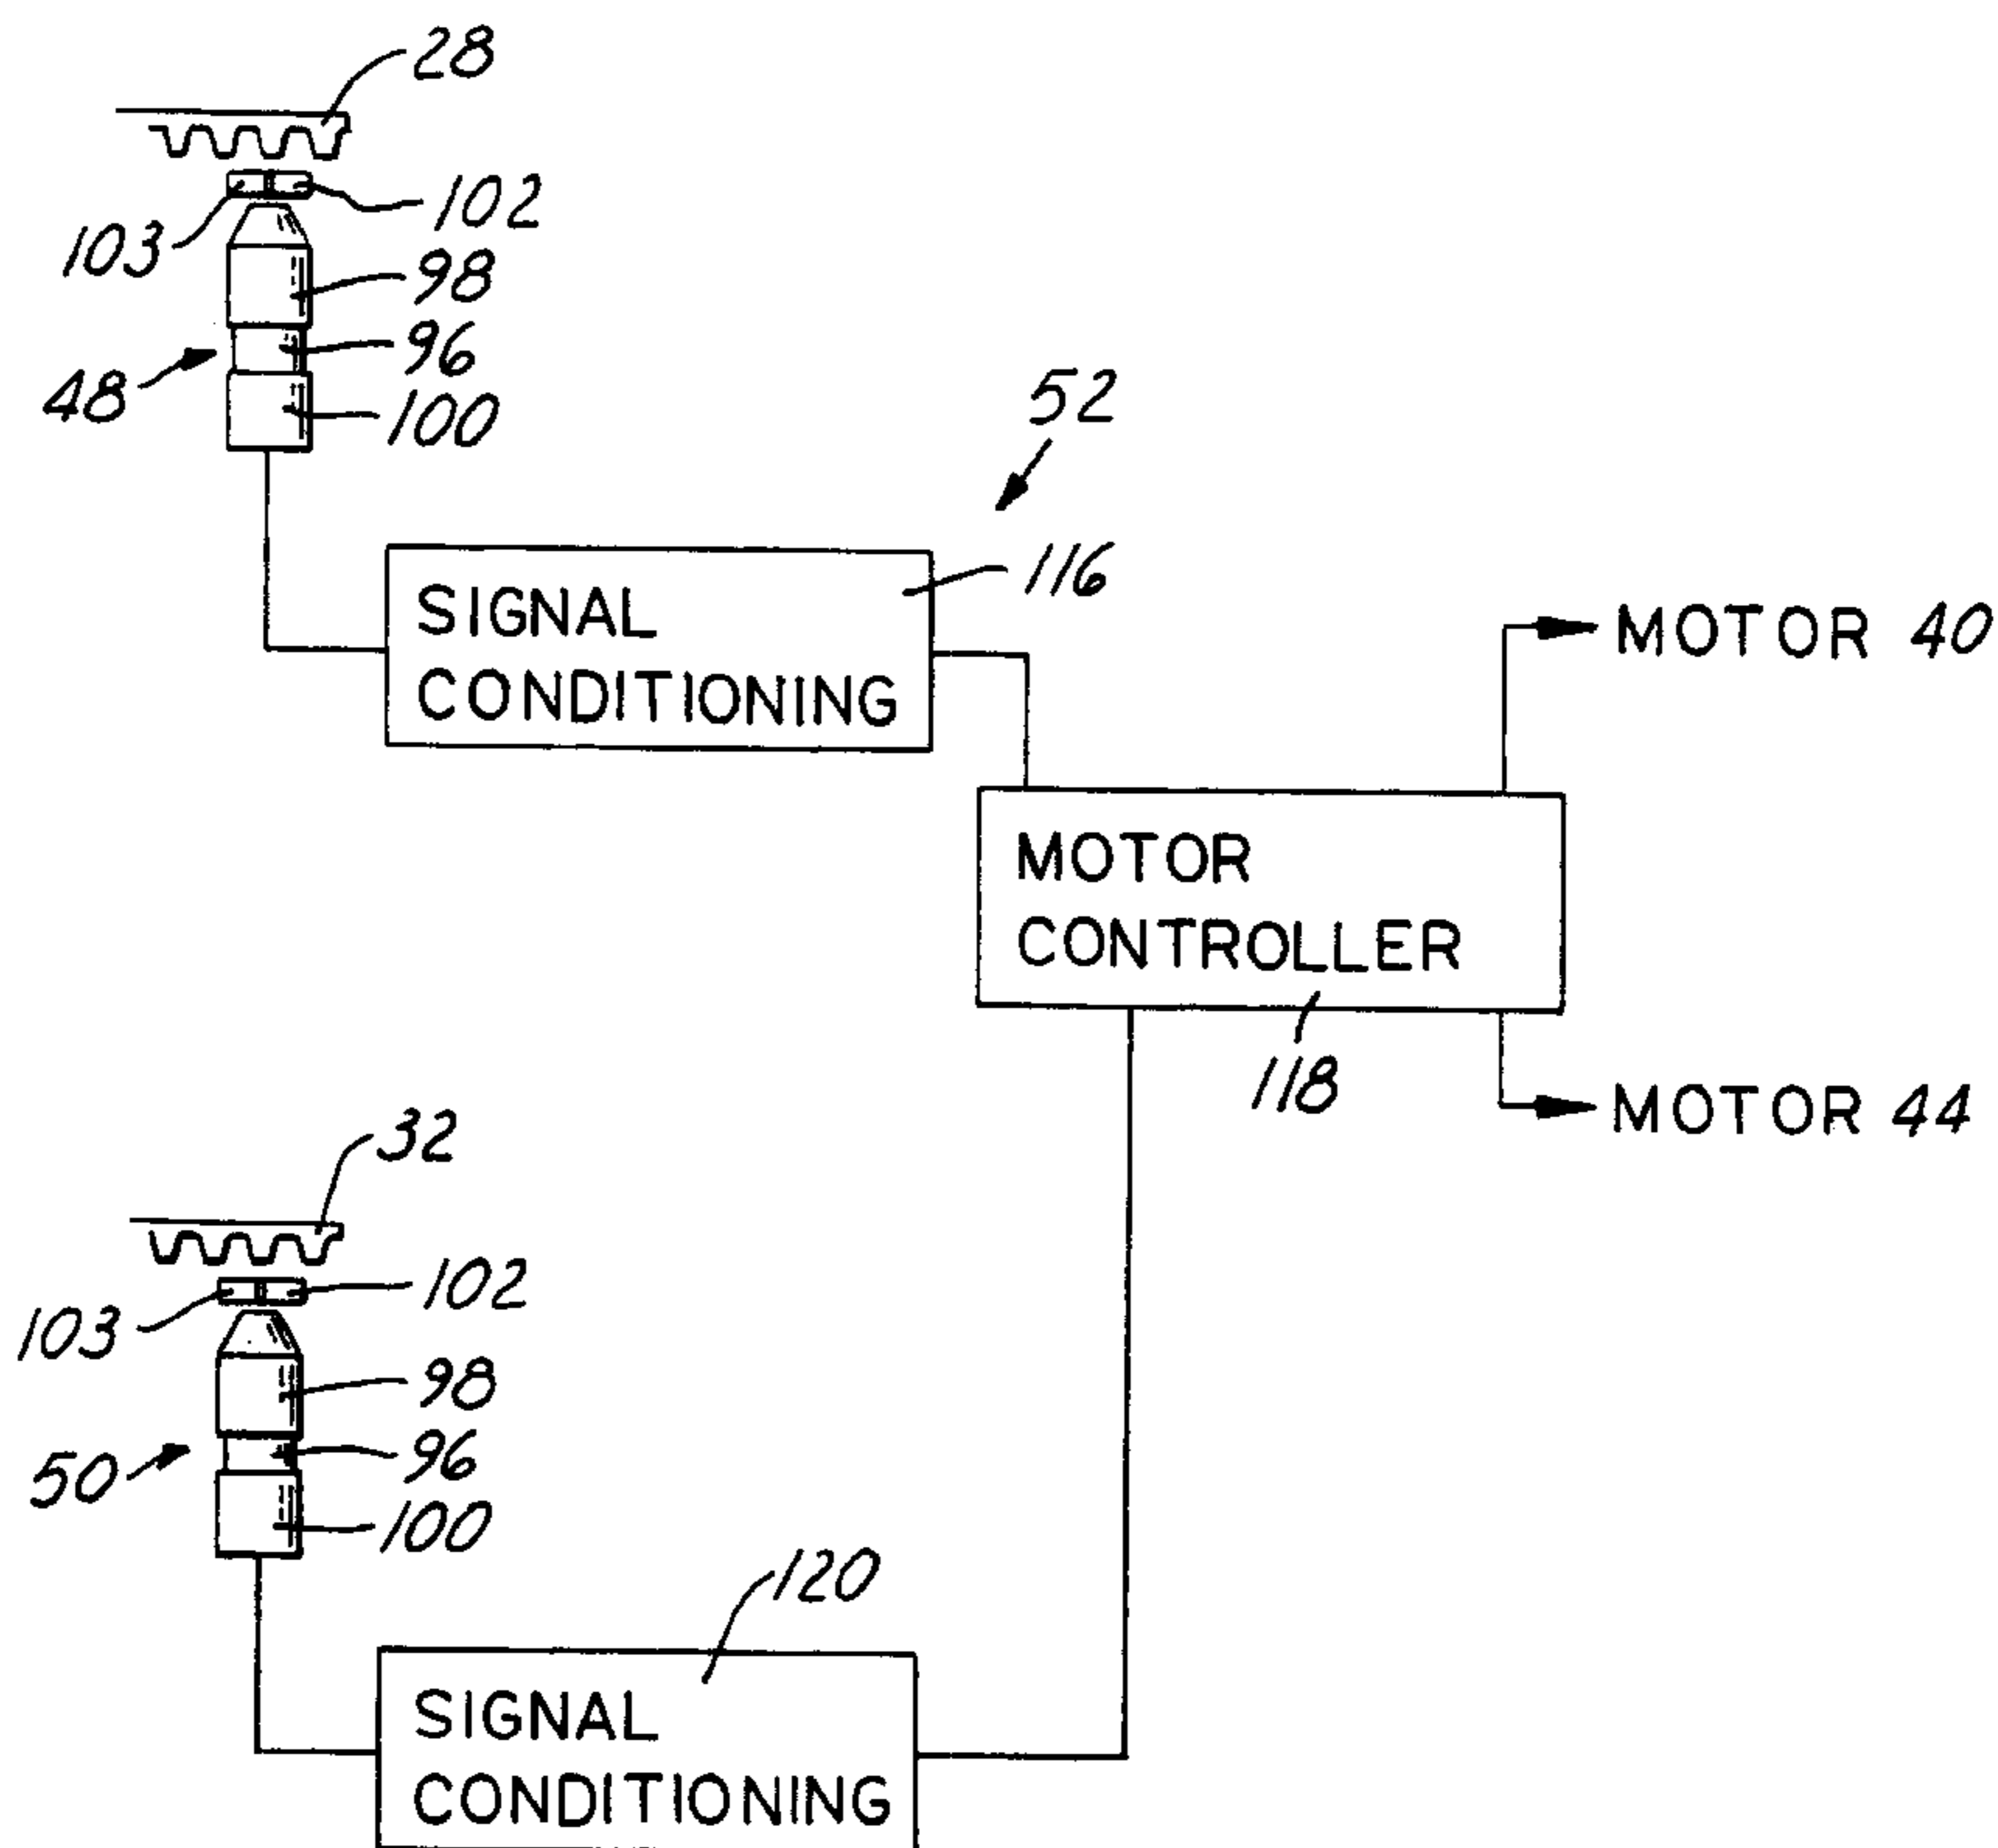 28
102
103
98
96
48
100
52
116
SIGNAL
CONDITIONING
MOTOR 40
MOTOR
CONTROLLER
118
MOTOR 44
32
102
103
98
96
50
100
120
SIGNAL
CONDITIONING